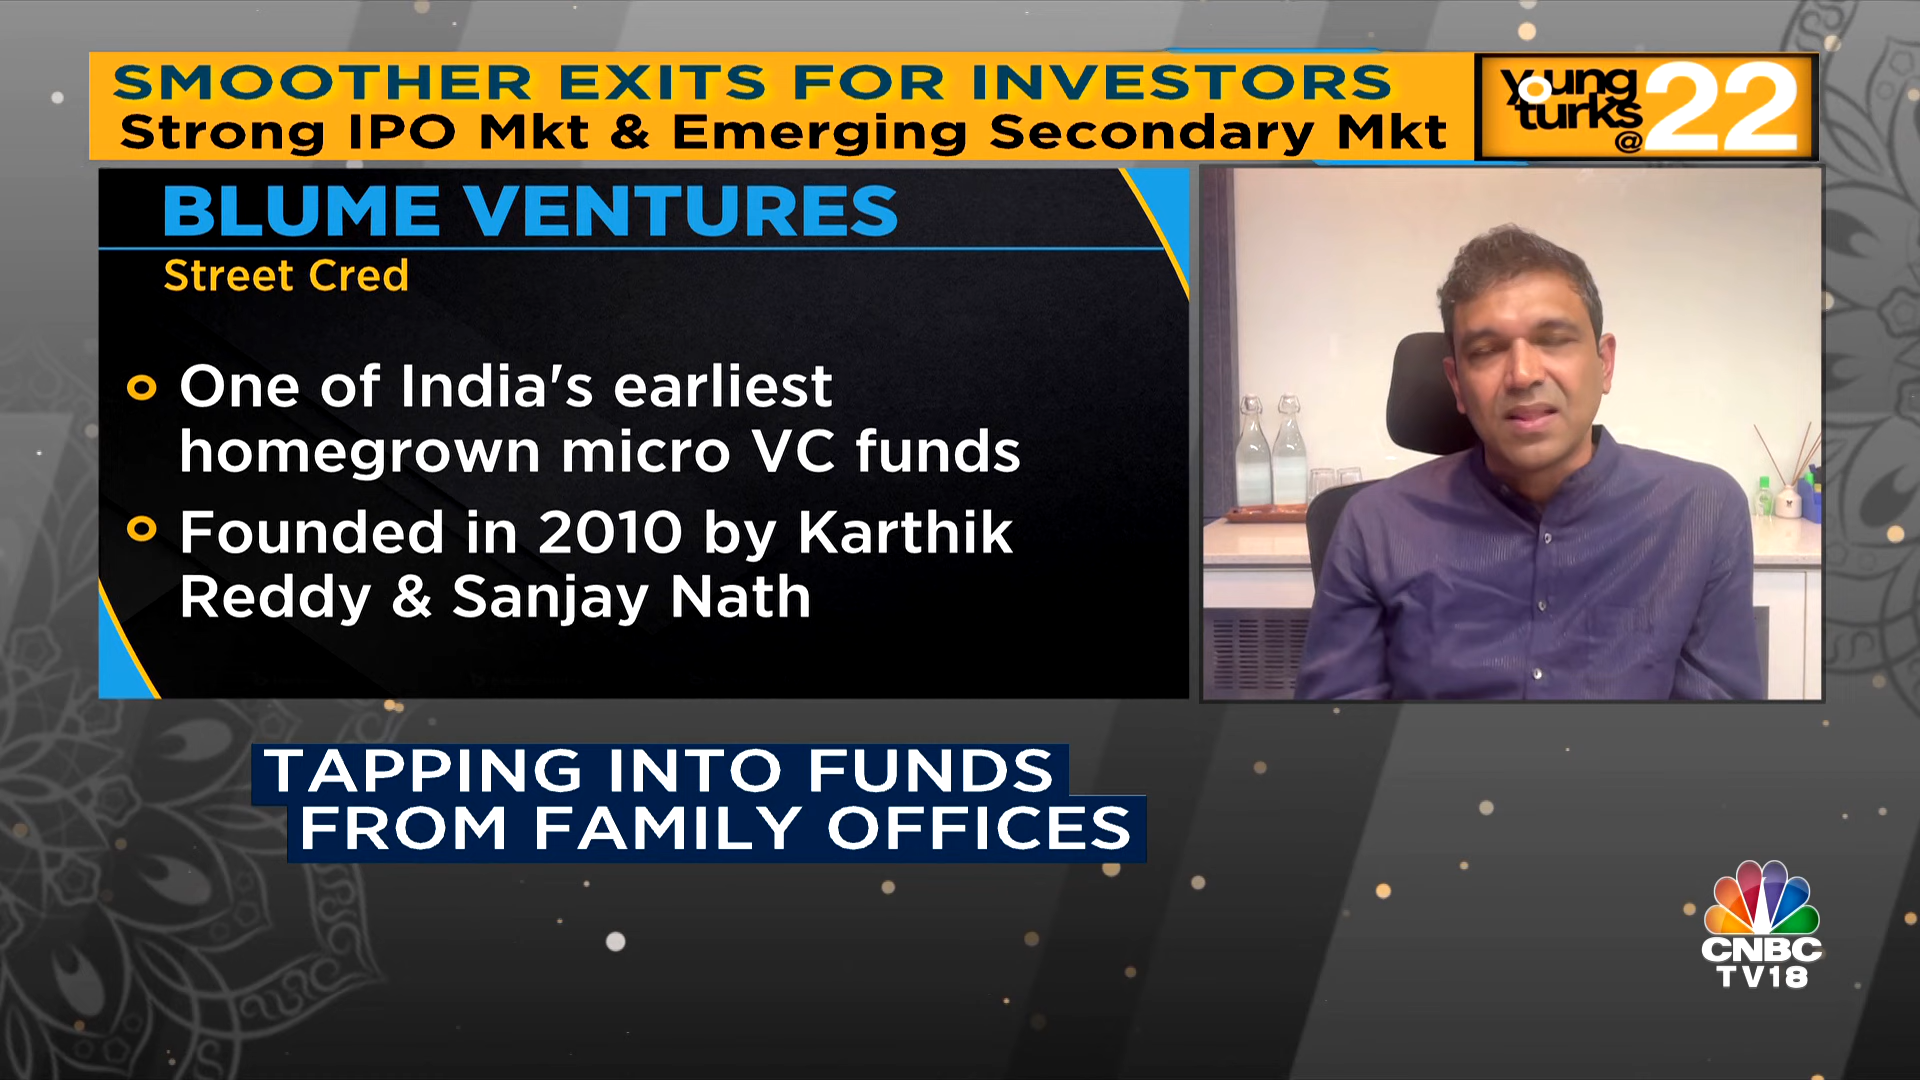 SMOOTHER EXITS FOR INVESTORS
Strong IPO Mkt & Emerging Secondary Mkt
young
turks
@22
BLUME VENTURES
Street Cred
One of India's earliest
homegrown micro VC funds
Founded in 2010 by Karthik
Reddy & Sanjay Nath
TAPPING INTO FUNDS
FROM FAMILY OFFICES
CNBC
TV18